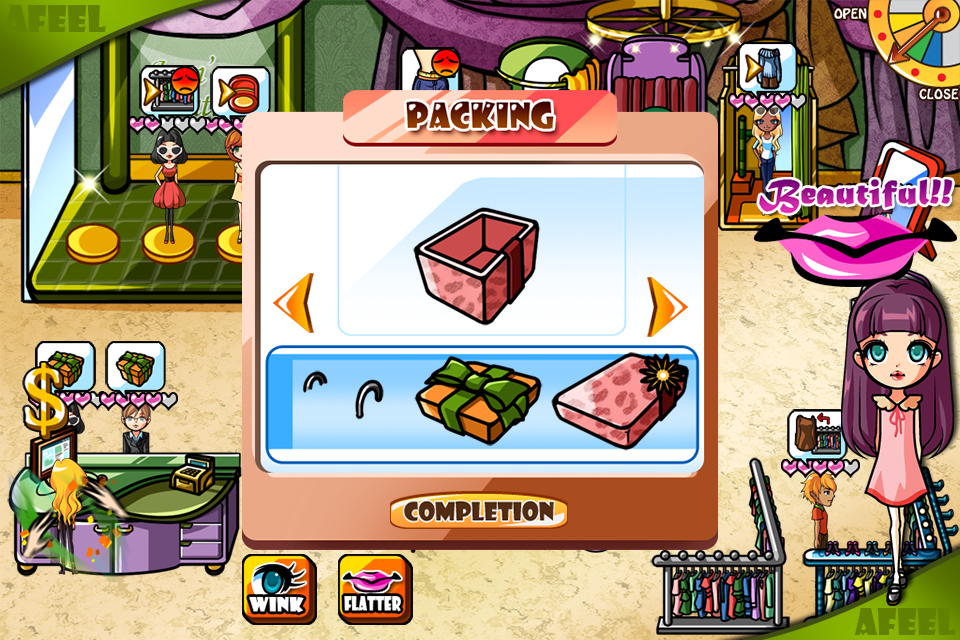 AFEEL
OPEN
CLOSE
PACKING
Beautiful!!
$
COMPLETION
WINK
FLATTER
AFEEL